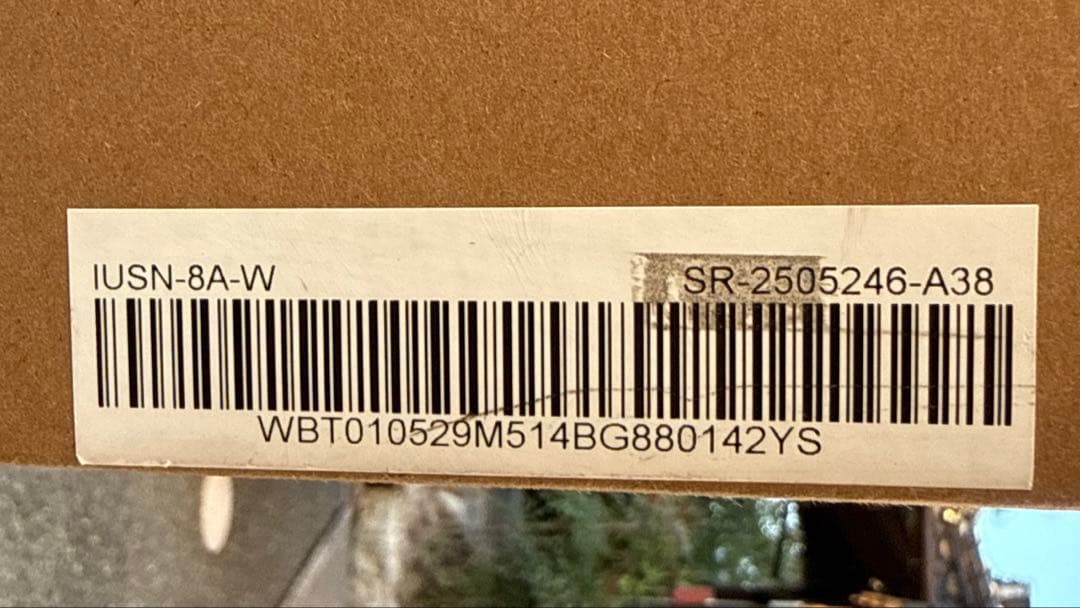 IUSN-8A-W SR-2505246-A38
WBT010529M514BG880142YS